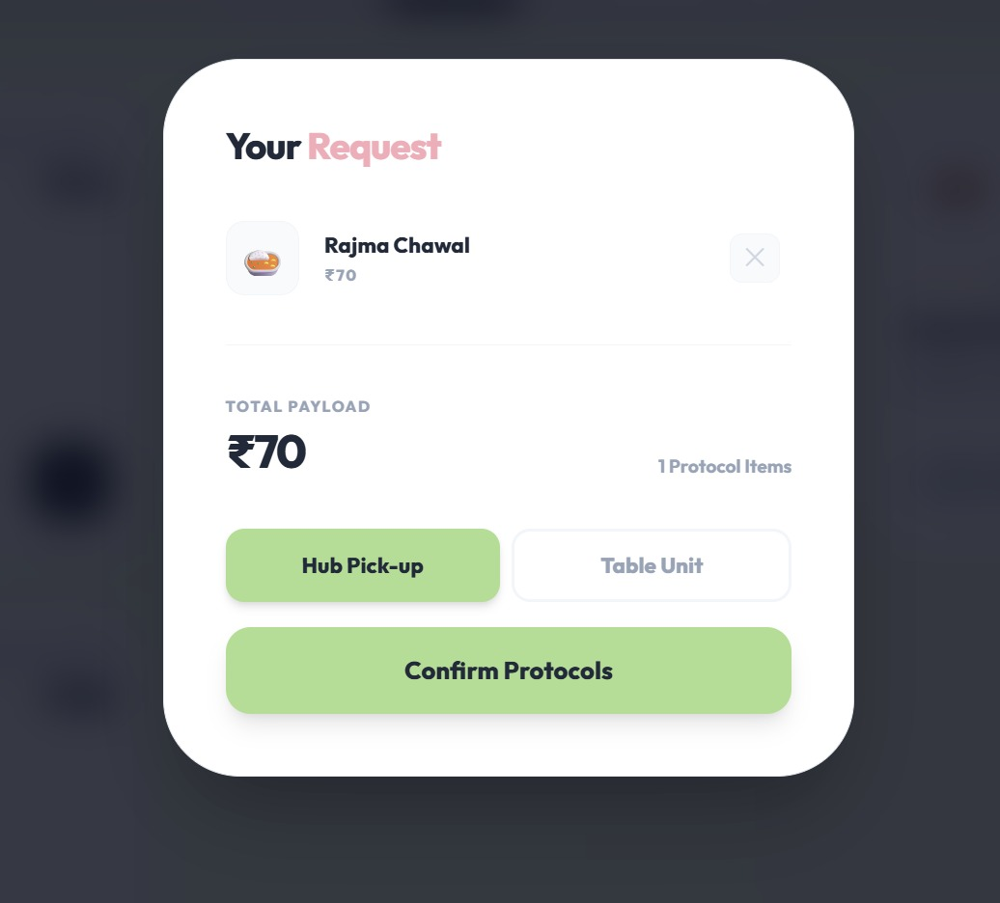 Your Request
Rajma Chawal
₹70
TOTAL PAYLOAD
₹70
1 Protocol Items
Hub Pick-up
Table Unit
Confirm Protocols